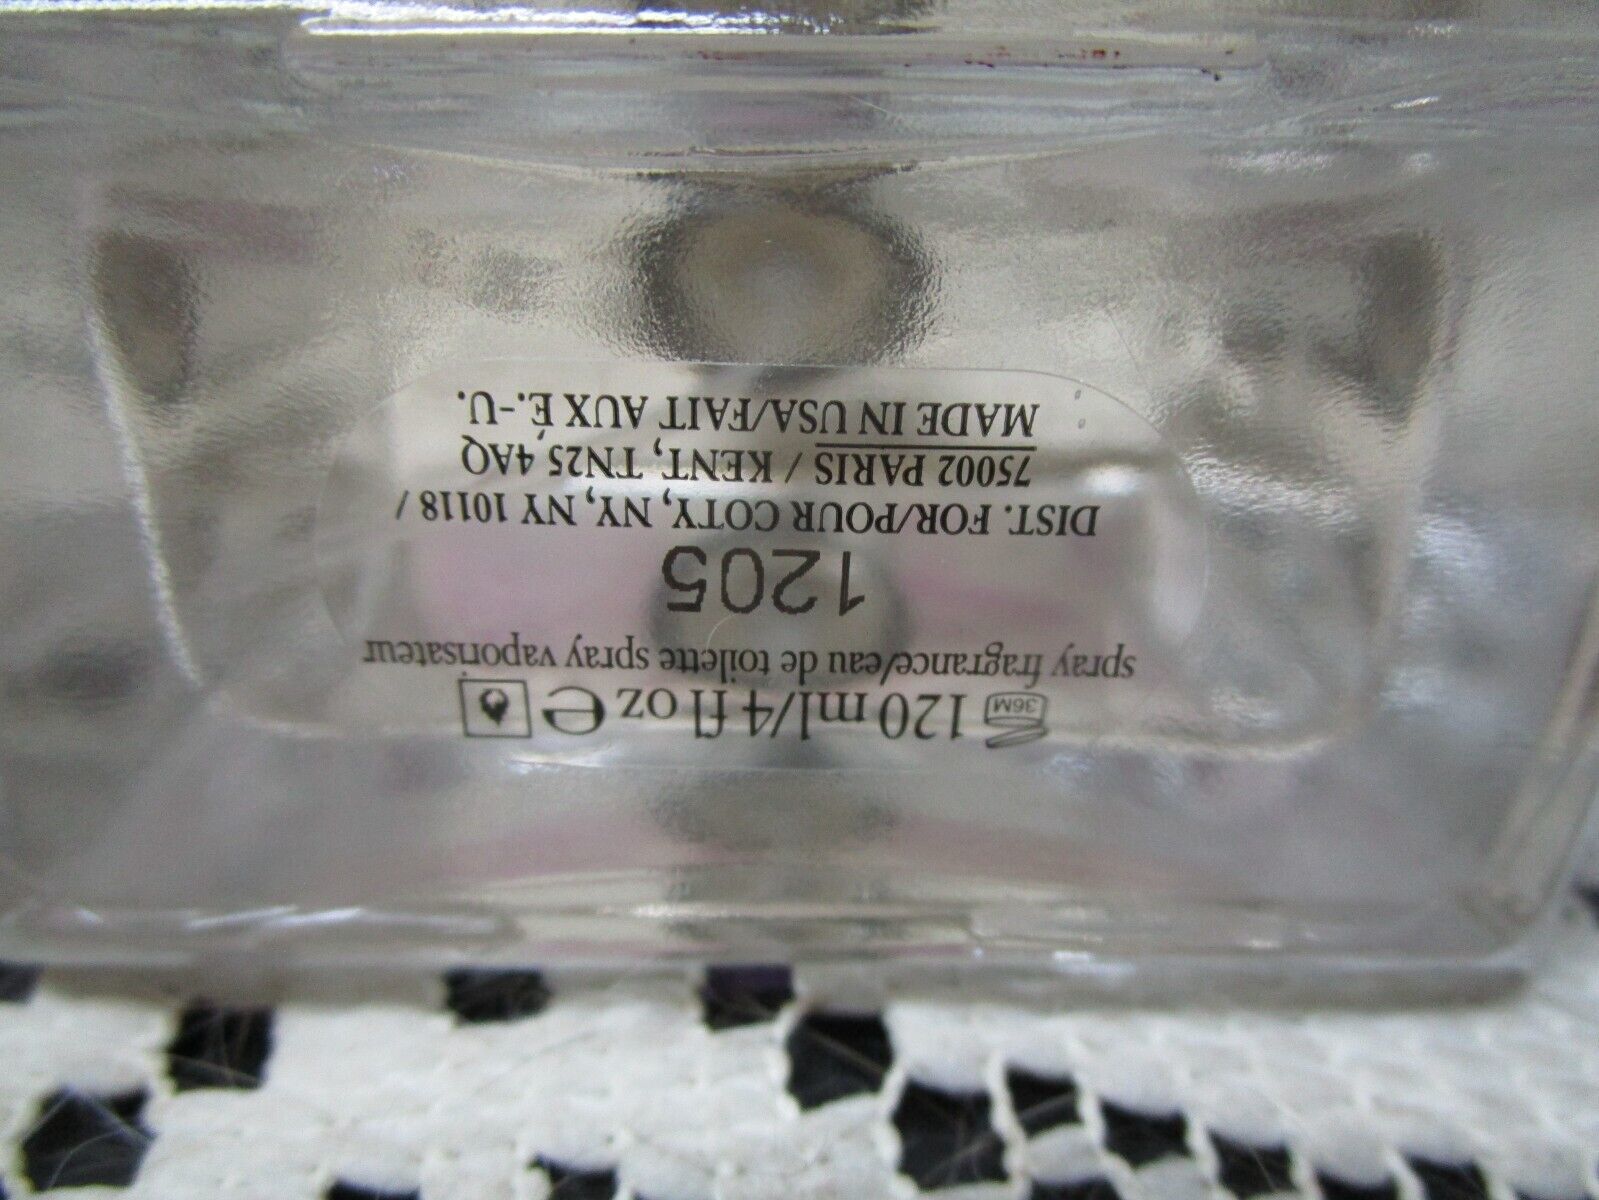 36M 120 ml/4 fl oz e
spray fragrance/eau de toilette spray vaporisateur
1205
DIST. FOR/POUR COTY, NY, NY 10118 /
75002 PARIS / KENT, TN25 4AQ
MADE IN USA/FAIT AUX É.-U.